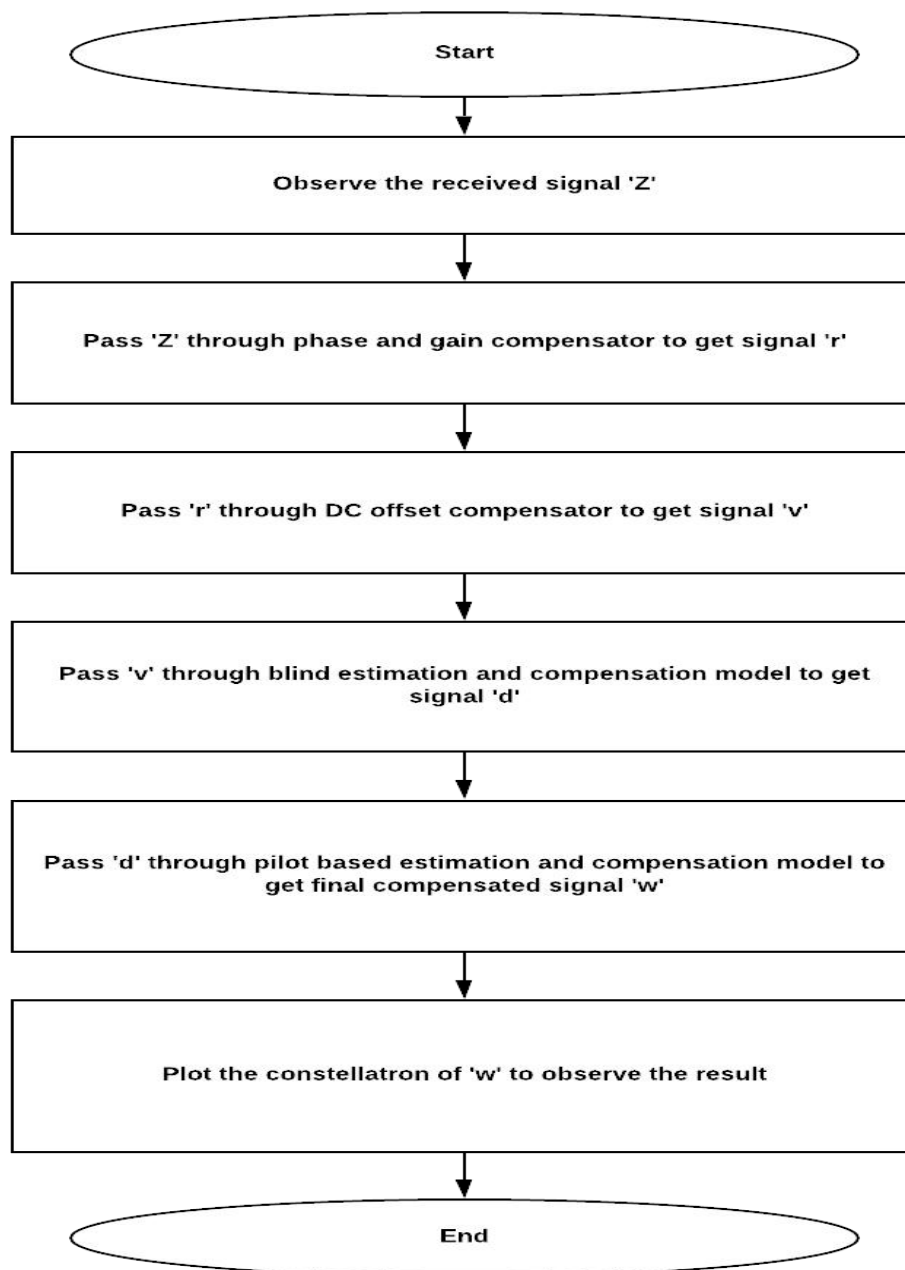 Start
Observe the received signal 'Z'
Pass 'Z' through phase and gain compensator to get signal 'r'
Pass 'r' through DC offset compensator to get signal 'v'
Pass 'v' through blind estimation and compensation model to get
signal 'd'
Pass 'd' through pilot based estimation and compensation model to
get final compensated signal 'w'
Plot the constellatron of 'w' to observe the result
End